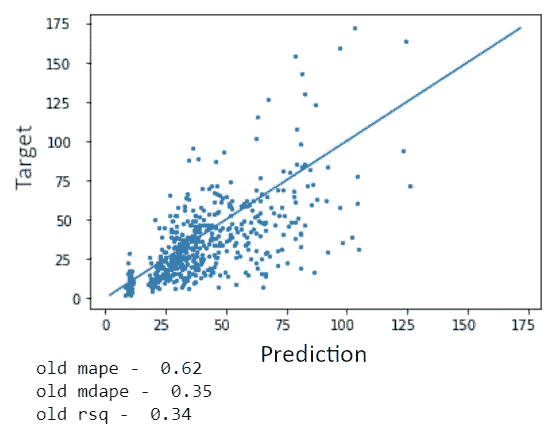 175
150
125
100
75
50
25
0
Target
0 25 50 75 100 125 150 175
Prediction
old mape - 0.62
old mdape - 0.35
old rsq - 0.34